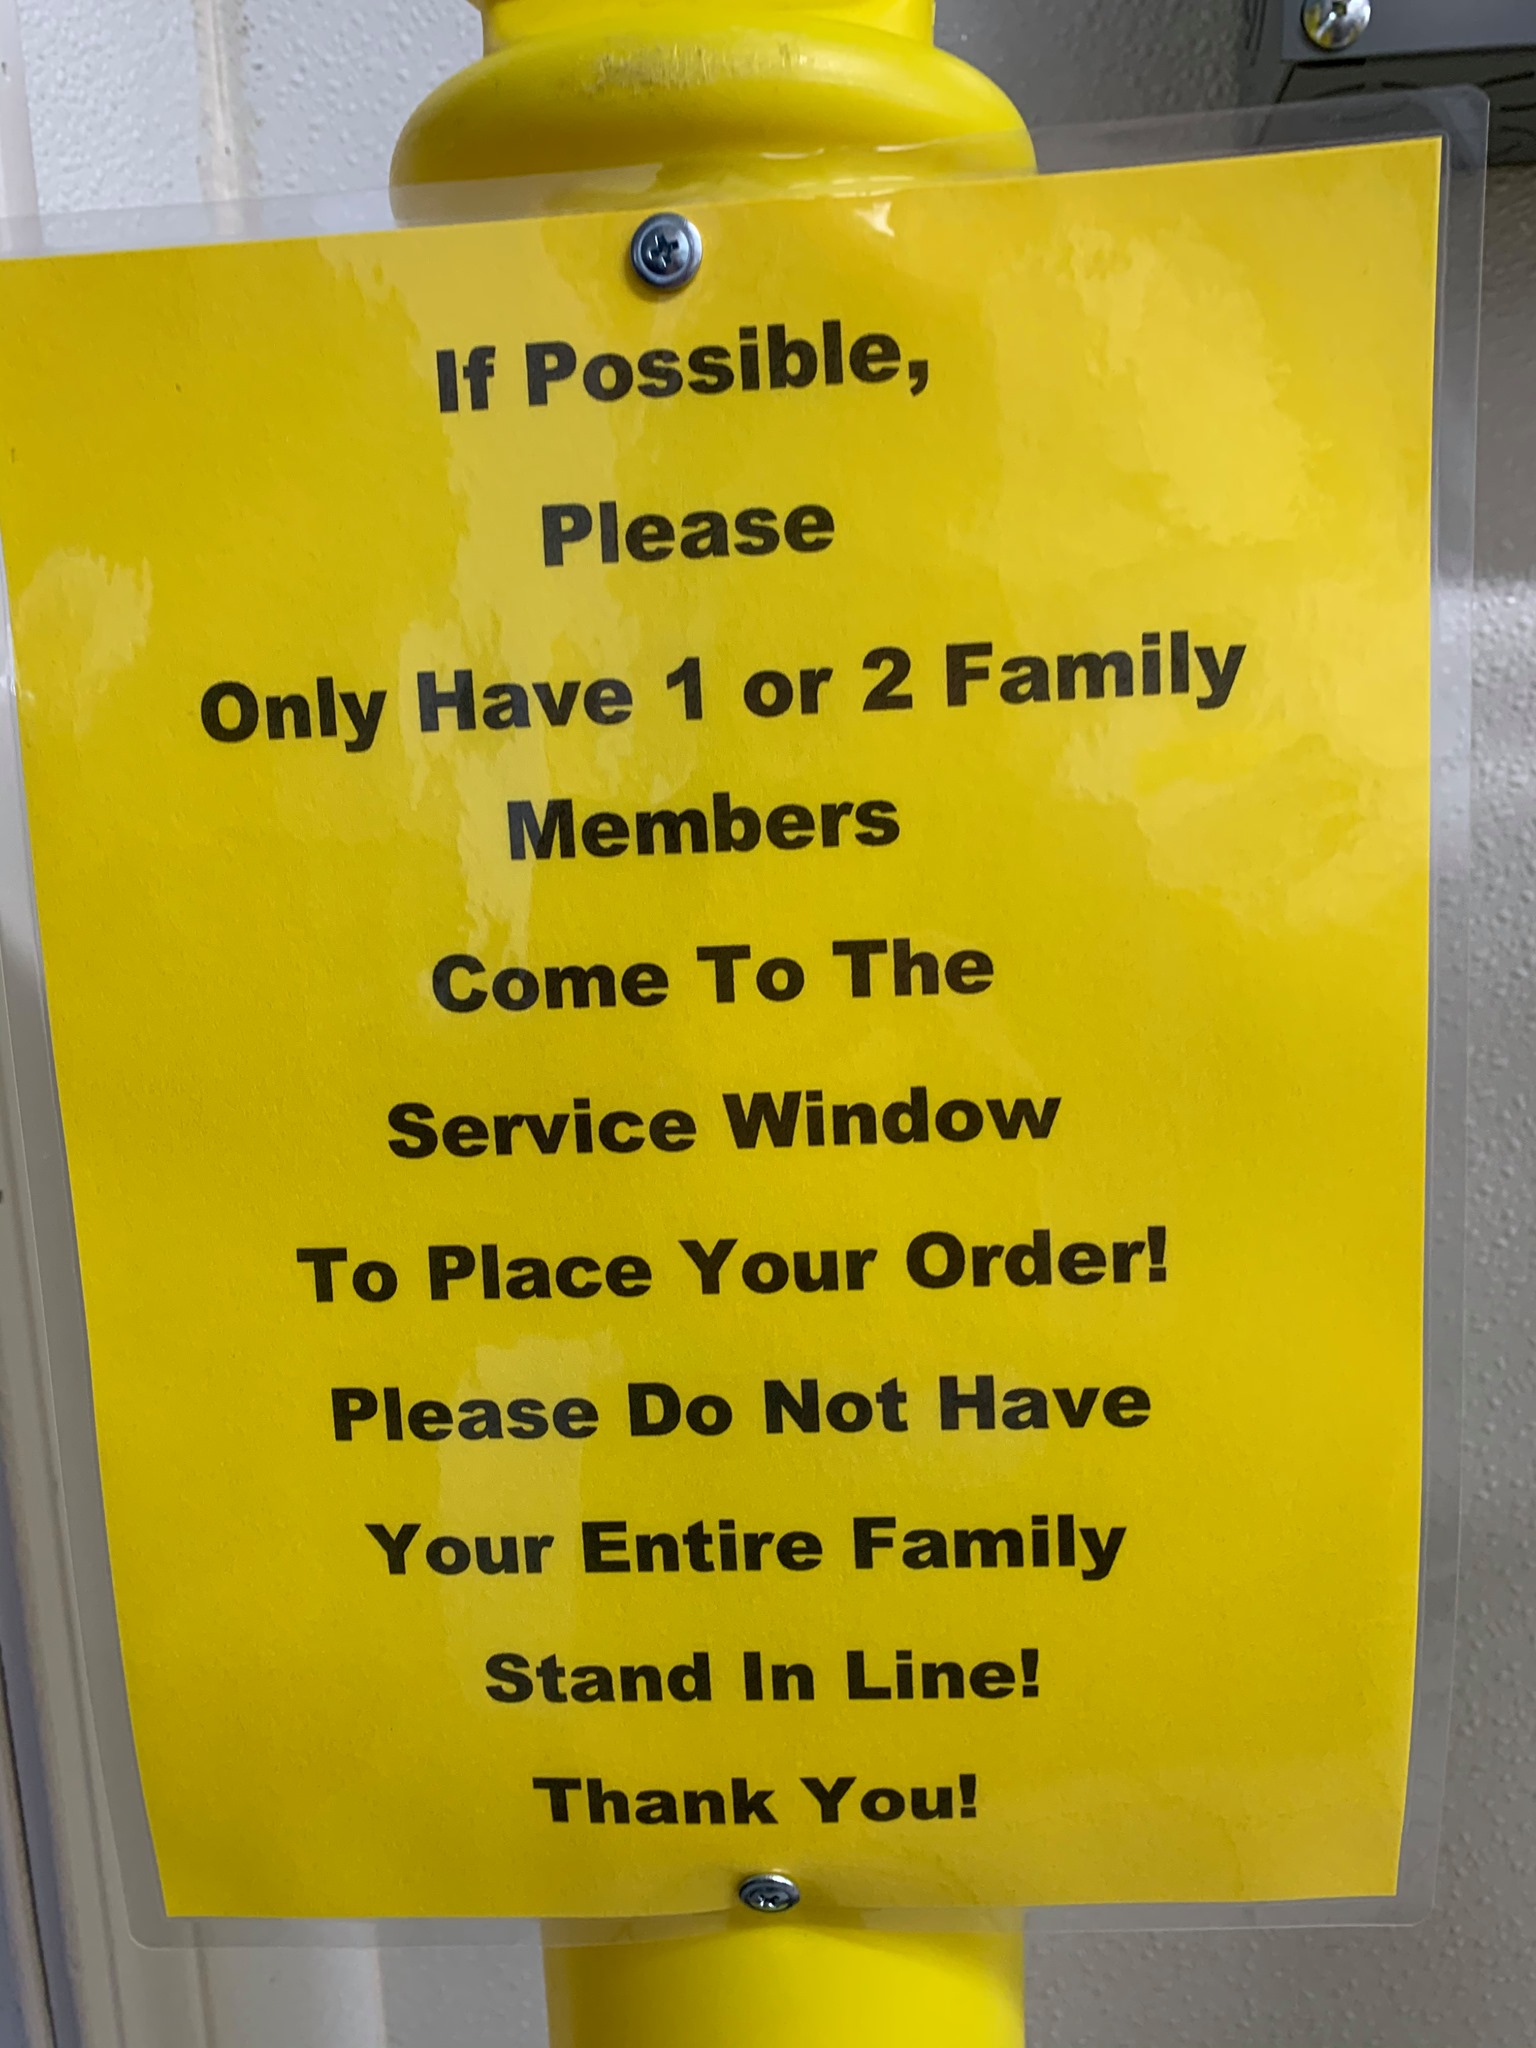 If Possible,
Please
Only Have 1 or 2 Family
Members
Come To The
Service Window
To Place Your Order!
Please Do Not Have
Your Entire Family
Stand In Line!
Thank You!